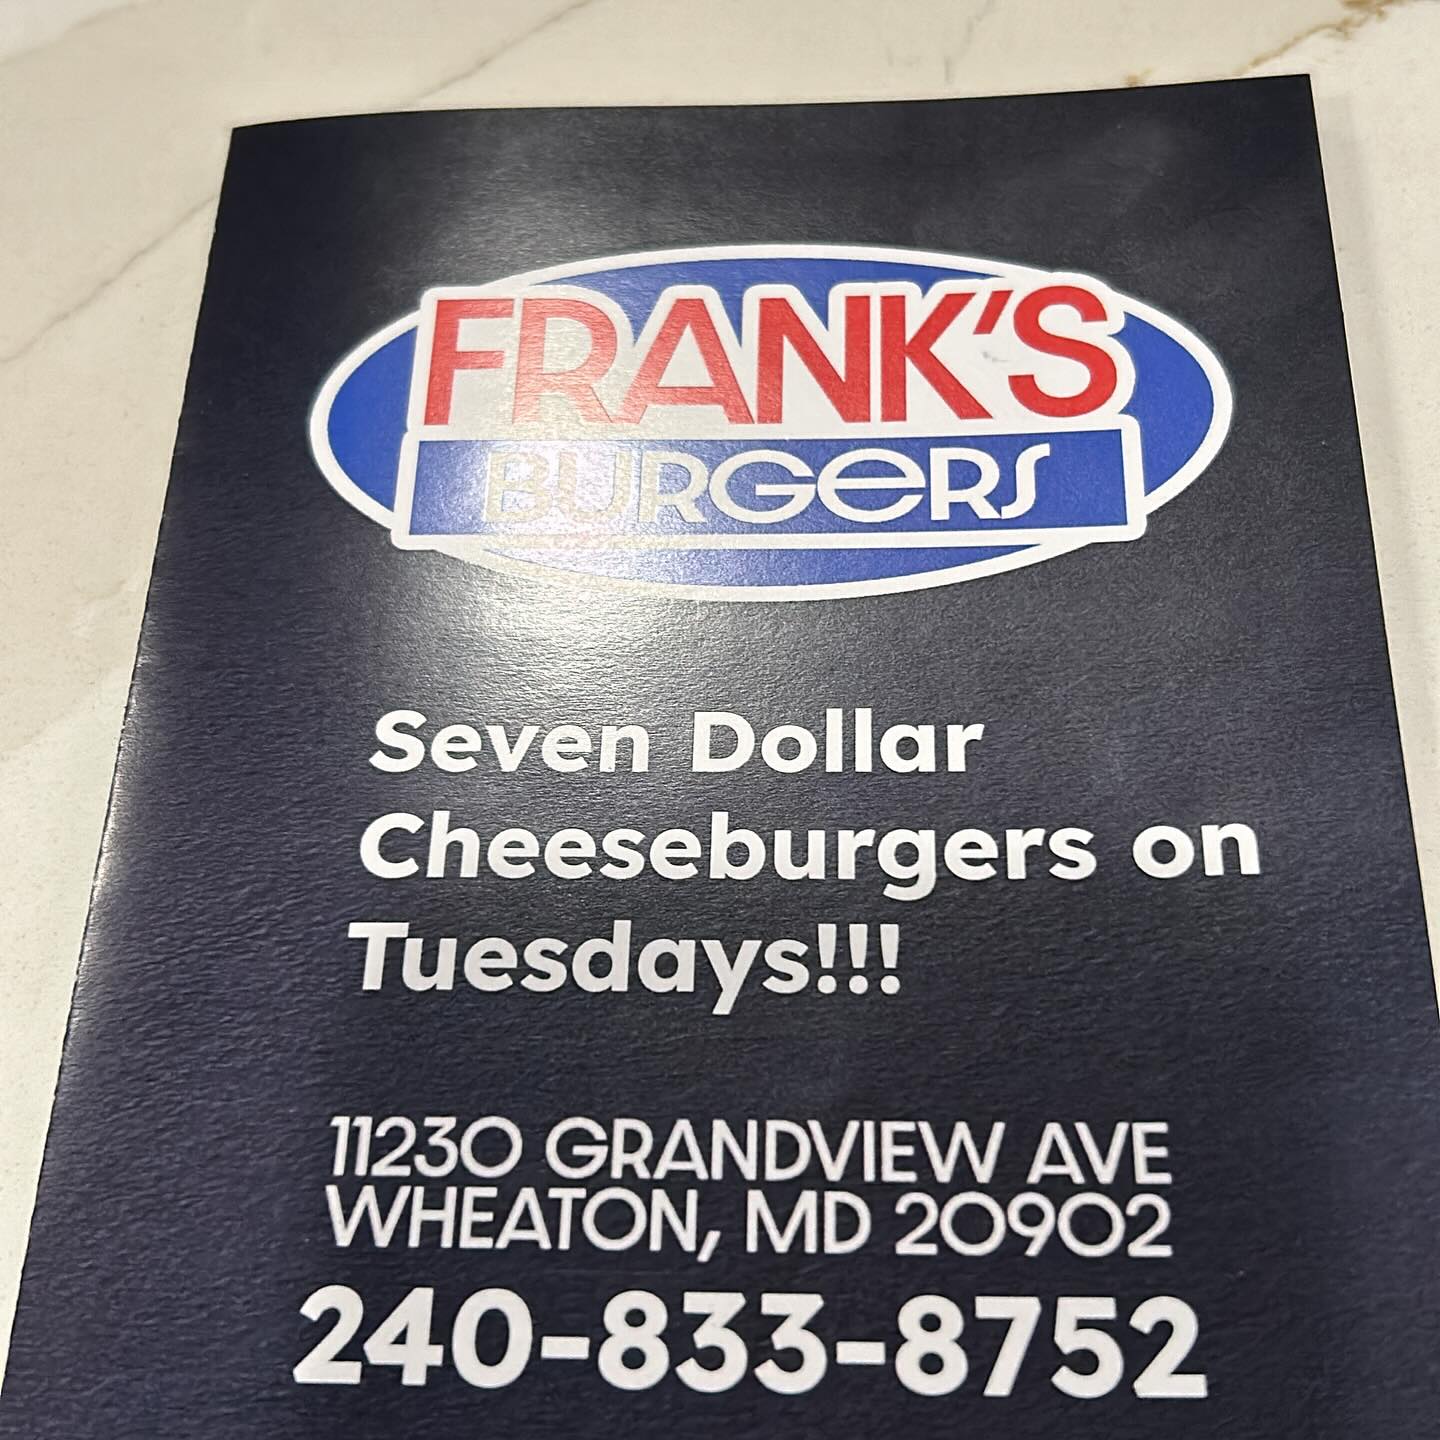 FRANK'S
BURGERS
Seven Dollar
Cheeseburgers on
Tuesdays!!!
11230 GRANDVIEW AVE
WHEATON, MD 20902
240-833-8752